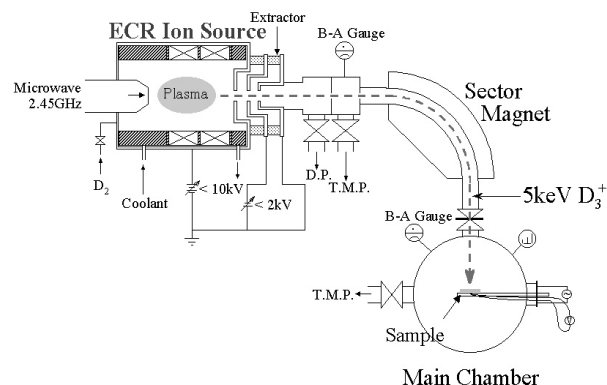 ECR Ion Source
Extractor
B-A Gauge
Microwave
2.45GHz
Plasma
Sector
Magnet
D.P.
T.M.P.
D2
Coolant
< 10kV
< 2kV
5keV D3+
B-A Gauge
T.M.P.
Sample
Main Chamber